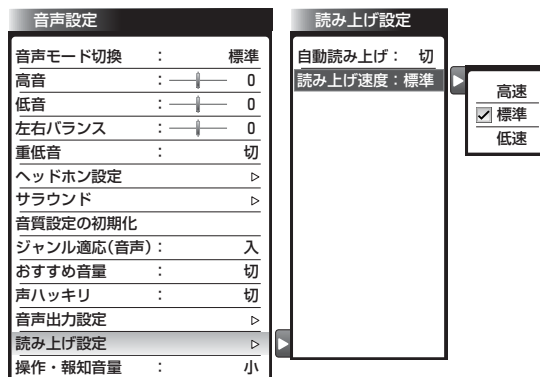 音声設定
音声モード切換 : 標準
高音 : 0
低音 : 0
左右バランス : 0
重低音 : 切
ヘッドホン設定
サラウンド
音質設定の初期化
ジャンル適応(音声) : 入
おすすめ音量 : 切
声ハッキリ : 切
音声出力設定
読み上げ設定
操作・報知音量 : 小
読み上げ設定
自動読み上げ : 切
読み上げ速度 : 標準
高速
標準
低速